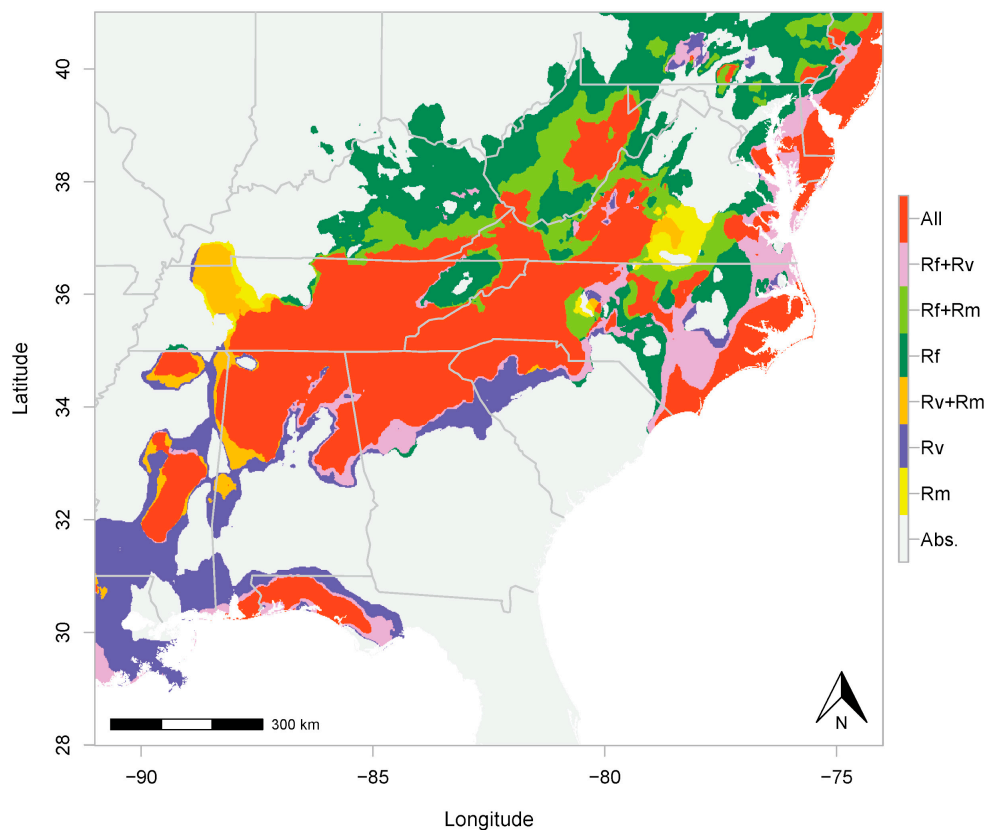 40
38
36
34
32
30
28
Latitude
−90
−85
−80
−75
Longitude
300 km
N
All
Rf+Rv
Rf+Rm
Rf
Rv+Rm
Rv
Rm
Abs.